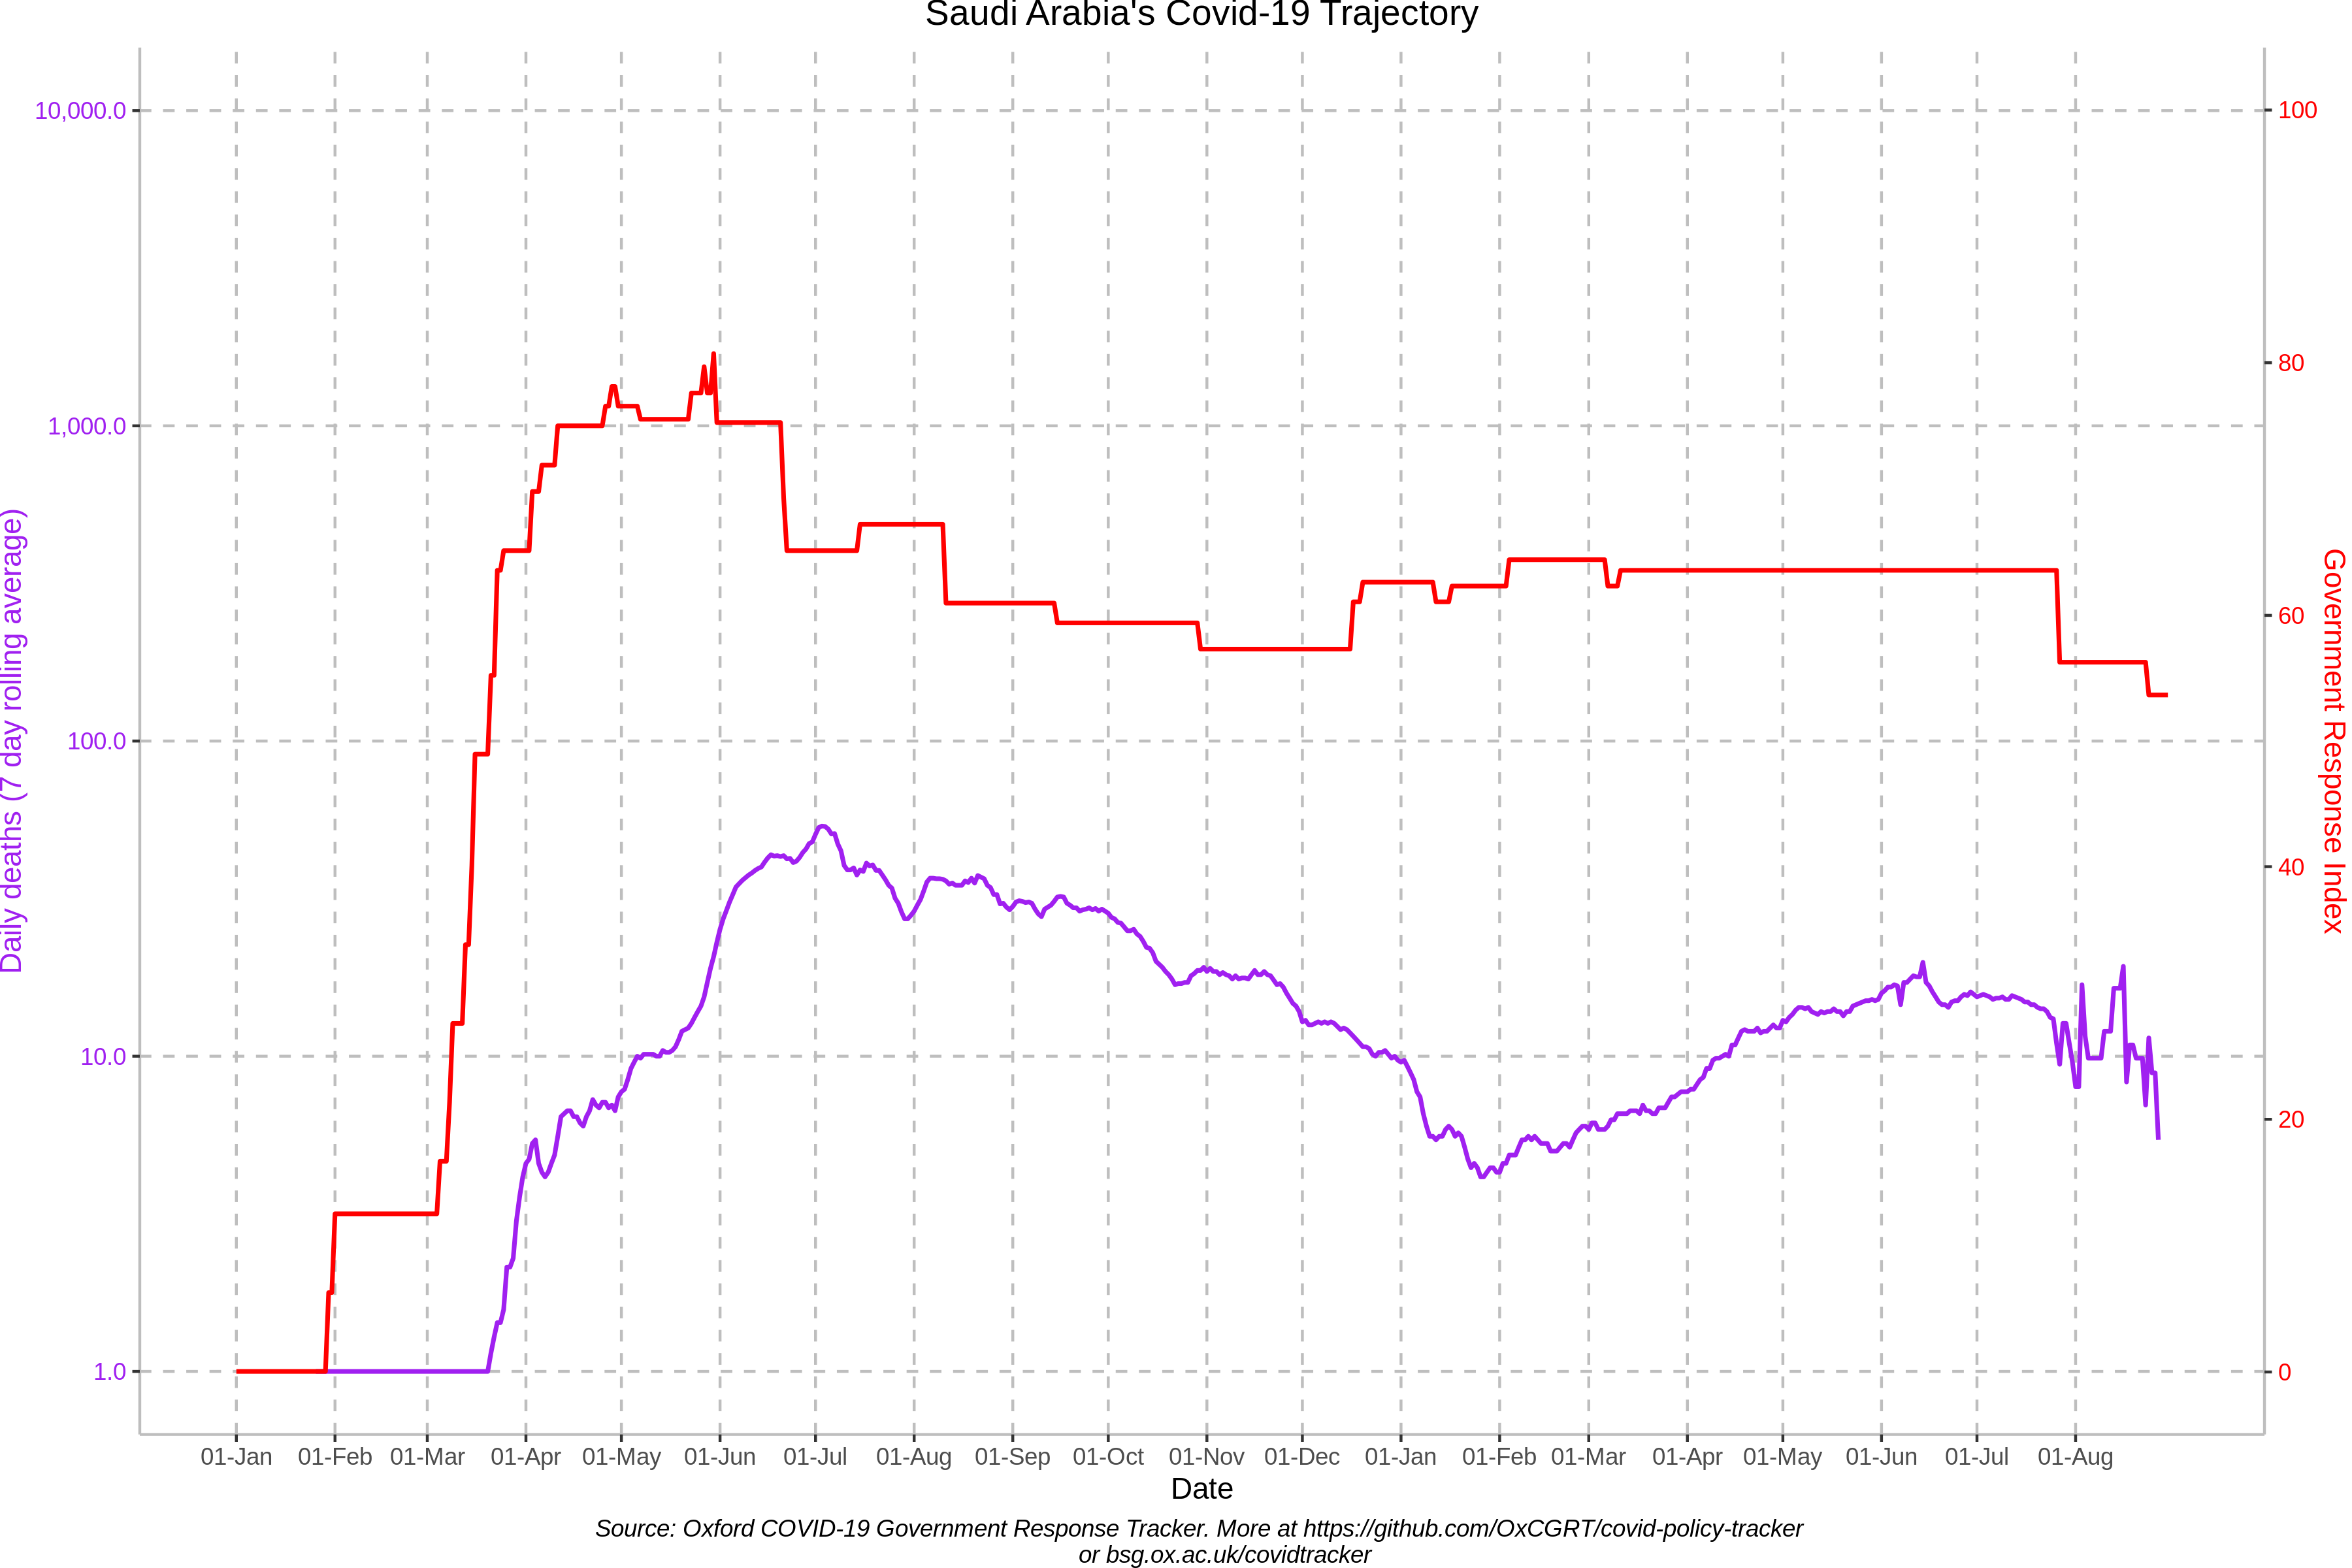 Saudi Arabia's Covid-19 Trajectory
10,000.0
1,000.0
100.0
10.0
1.0
Daily deaths (7 day rolling average)
100
80
60
40
20
0
Government Response Index
01-Jan 01-Feb 01-Mar 01-Apr 01-May 01-Jun 01-Jul 01-Aug 01-Sep 01-Oct 01-Nov 01-Dec 01-Jan 01-Feb 01-Mar 01-Apr 01-May 01-Jun 01-Jul 01-Aug
Date
Source: Oxford COVID-19 Government Response Tracker. More at https://github.com/OxCGRT/covid-policy-tracker
or bsg.ox.ac.uk/covidtracker